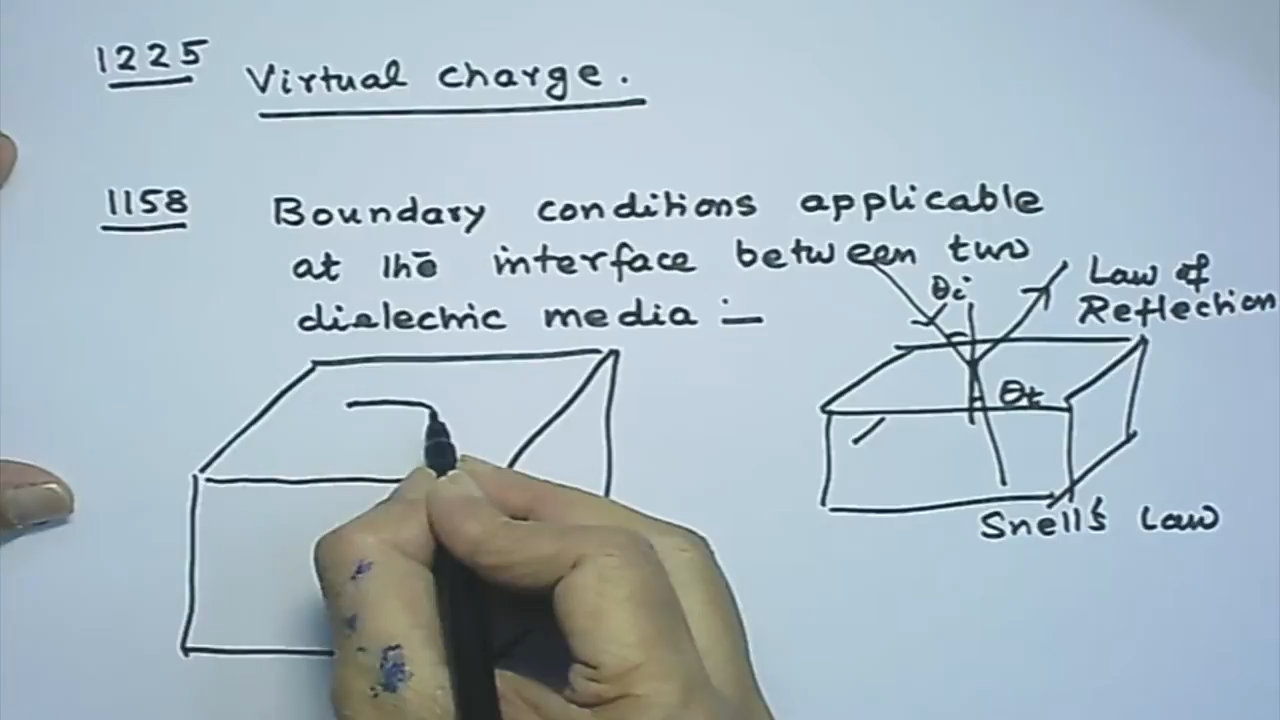 1225 Virtual charge.
1158 Boundary conditions applicable
at the interface between two
dielectric media :-
θi
Law of
Reflection
θt
Snell's Law